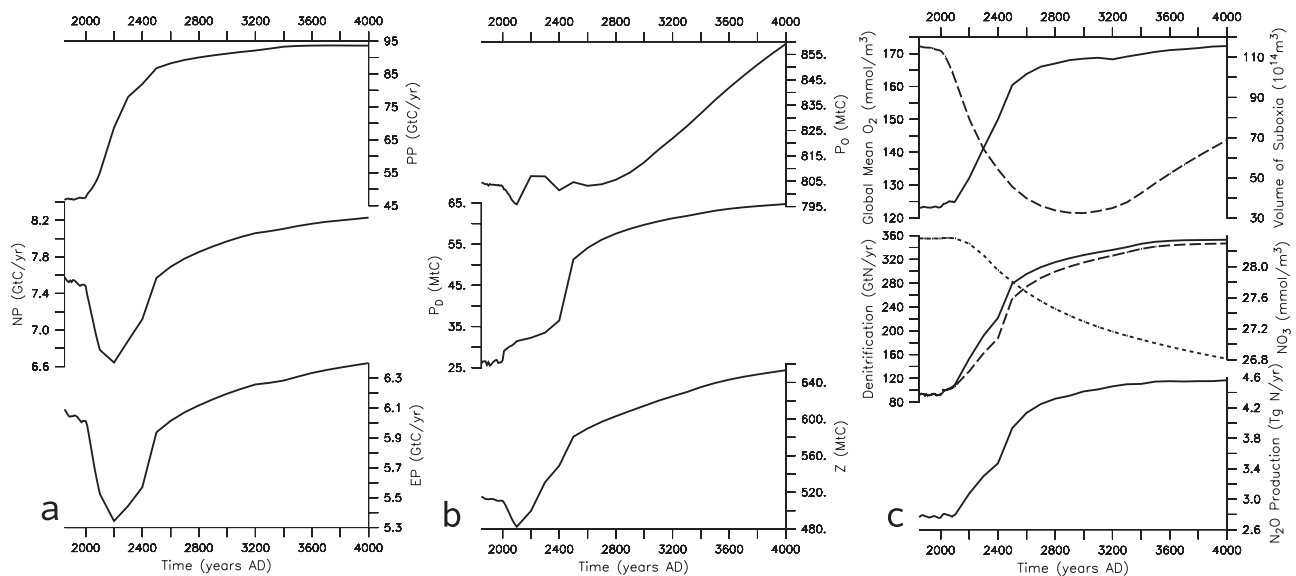 2000 2400 2800 3200 3600 4000
95
85
75
65
55
45
PP (GtC/yr)
8.2
7.8
7.4
7.0
6.6
NP (GtC/yr)
6.3
6.1
5.9
5.7
5.5
5.3
EP (GtC/yr)
a
2000 2400 2800 3200 3600 4000
Time (years AD)
2000 2400 2800 3200 3600 4000
855.
845.
835.
825.
815.
805.
795.
P_O (MtC)
65.
55.
45.
35.
25.
P_D (MtC)
640.
600.
560.
520.
480.
Z (MtC)
b
2000 2400 2800 3200 3600 4000
Time (years AD)
2000 2400 2800 3200 3600 4000
170
160
150
140
130
120
Global Mean O₂ (mmol/m³)
110
90
70
50
30
Volume of Suboxia (10¹⁴m³)
360
320
280
240
200
160
120
80
Denitrification (GtN/yr)
28.0
27.6
27.2
26.8
NO₃ (mmol/m³)
4.6
4.2
3.8
3.4
3.0
2.6
N₂O Production (Tg N/yr)
c
2000 2400 2800 3200 3600 4000
Time (years AD)